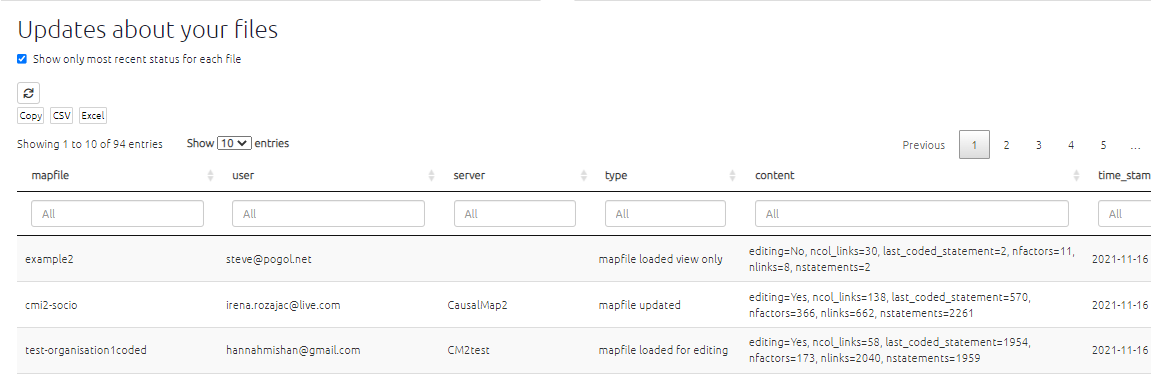 Updates about your files
Show only most recent status for each file
Copy CSV Excel
Showing 1 to 10 of 94 entries Show 10 entries Previous 1 2 3 4 5 ...
mapfile user server type content time_stam
All All All All All All
example2 steve@pogol.net mapfile loaded view only editing=No, ncol_links=30, last_coded_statement=2, nfactors=11, 2021-11-16
nlinks=8, nstatements=2
cmi2-socio irena.rozajac@live.com CausalMap2 mapfile updated editing=Yes, ncol_links=138, last_coded_statement=570, 2021-11-16
nfactors=366, nlinks=662, nstatements=2261
test-organisation1coded hannahmishan@gmail.com CM2test mapfile loaded for editing editing=Yes, ncol_links=58, last_coded_statement=1954, 2021-11-16
nfactors=173, nlinks=2040, nstatements=1959